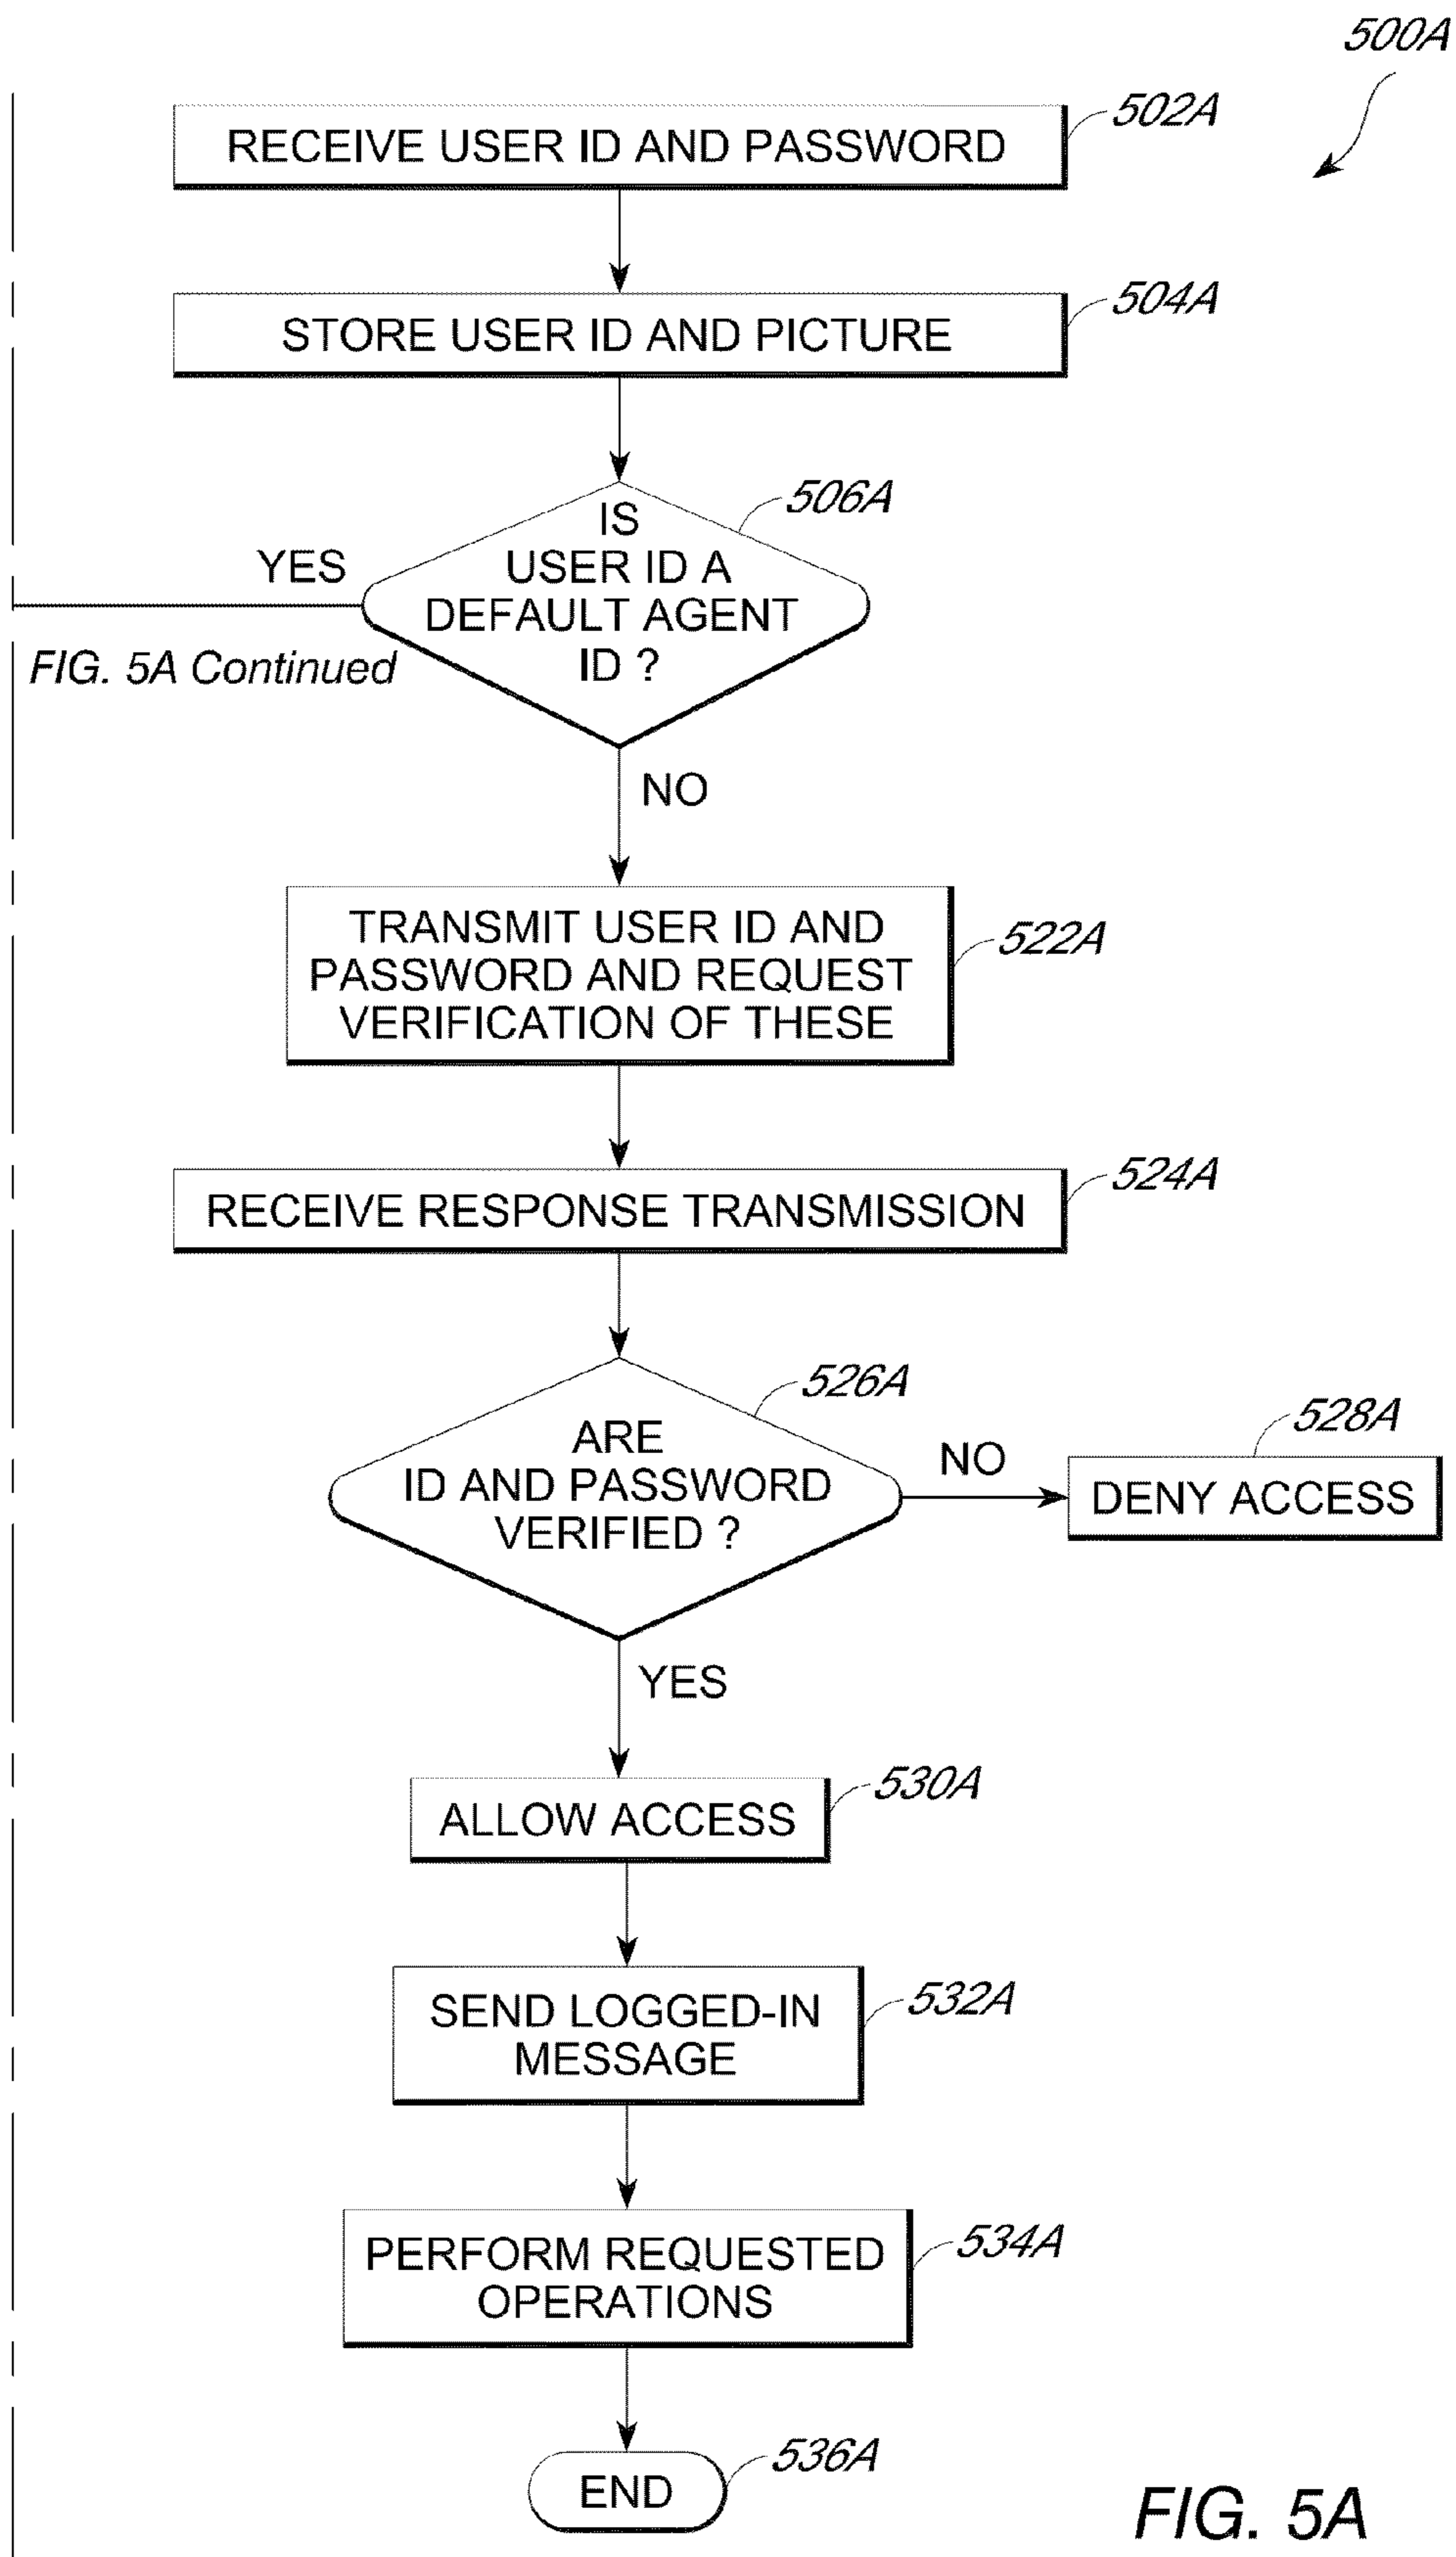 500A
RECEIVE USER ID AND PASSWORD
502A
STORE USER ID AND PICTURE
504A
IS
USER ID A
DEFAULT AGENT
ID ?
506A
YES
FIG. 5A Continued
NO
TRANSMIT USER ID AND
PASSWORD AND REQUEST
VERIFICATION OF THESE
522A
RECEIVE RESPONSE TRANSMISSION
524A
ARE
ID AND PASSWORD
VERIFIED ?
526A
NO
DENY ACCESS
528A
YES
ALLOW ACCESS
530A
SEND LOGGED-IN
MESSAGE
532A
PERFORM REQUESTED
OPERATIONS
534A
END
536A
FIG. 5A